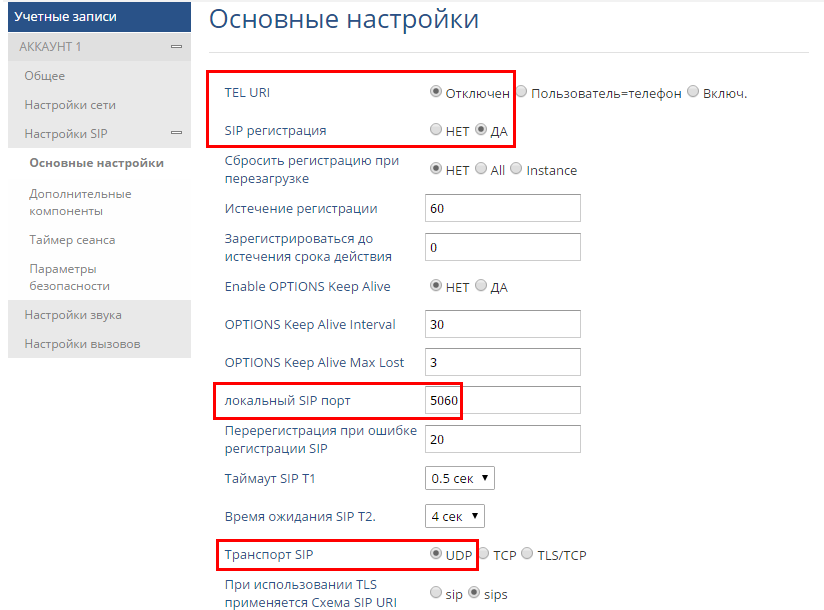 Учетные записи
АККАУНТ 1
Общее
Настройки сети
Настройки SIP
Основные настройки
Дополнительные
компоненты
Таймер сеанса
Параметры
безопасности
Настройки звука
Настройки вызовов
Основные настройки
TEL URI Отключен Пользователь=телефон Включ.
SIP регистрация НЕТ ДА
Сбросить регистрацию при
перезагрузке НЕТ All Instance
Истечение регистрации 60
Зарегистрироваться до
истечения срока действия 0
Enable OPTIONS Keep Alive НЕТ ДА
OPTIONS Keep Alive Interval 30
OPTIONS Keep Alive Max Lost 3
локальный SIP порт 5060
Перерегистрация при ошибке
регистрации SIP 20
Таймаут SIP T1 0.5 сек
Время ожидания SIP T2. 4 сек
Транспорт SIP UDP TCP TLS/TCP
При использовании TLS
применяется Схема SIP URI sip sips